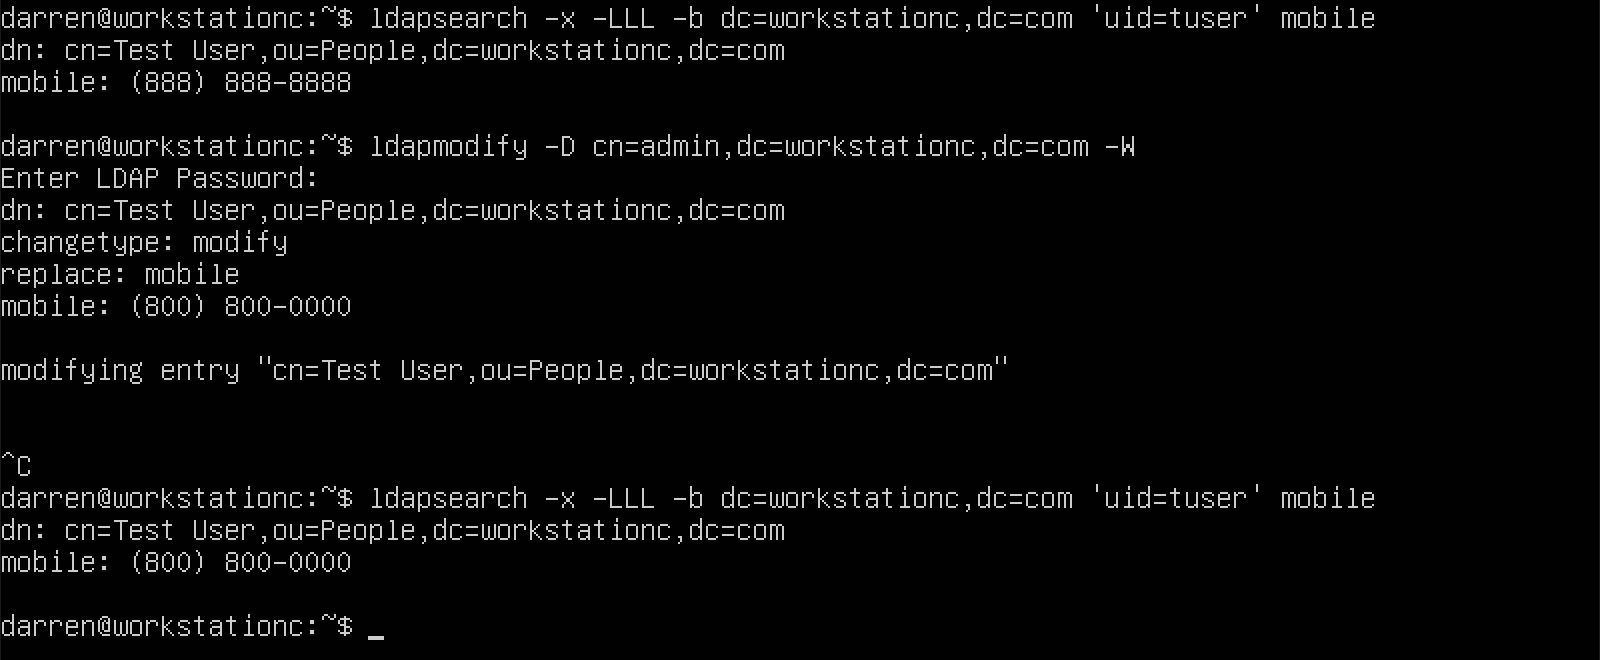 darren@workstationc:~$ ldapsearch -x -LLL -b dc=workstationc,dc=com 'uid=tuser' mobile
dn: cn=Test User,ou=People,dc=workstationc,dc=com
mobile: (888) 888-8888

darren@workstationc:~$ ldapmodify -D cn=admin,dc=workstationc,dc=com -W
Enter LDAP Password:
dn: cn=Test User,ou=People,dc=workstationc,dc=com
changetype: modify
replace: mobile
mobile: (800) 800-0000

modifying entry "cn=Test User,ou=People,dc=workstationc,dc=com"

^C
darren@workstationc:~$ ldapsearch -x -LLL -b dc=workstationc,dc=com 'uid=tuser' mobile
dn: cn=Test User,ou=People,dc=workstationc,dc=com
mobile: (800) 800-0000

darren@workstationc:~$ _